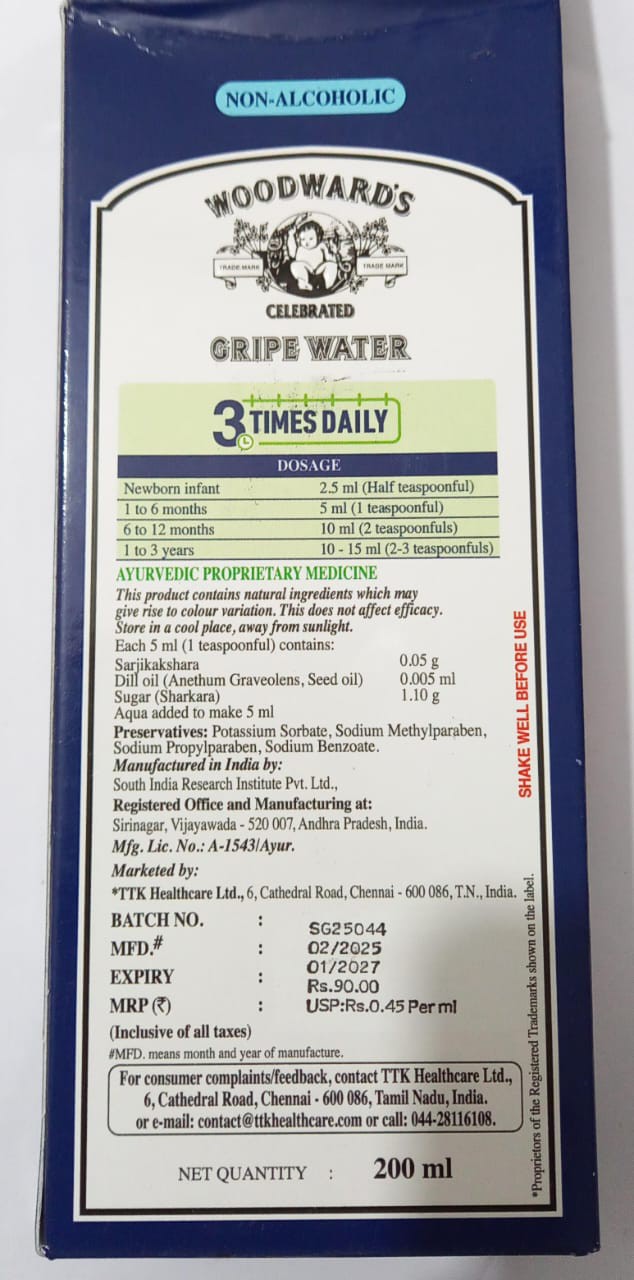 NON-ALCOHOLIC
WOODWARD'S
TRADE MARK TRADE MARK
CELEBRATED
GRIPE WATER
3 TIMES DAILY
DOSAGE
Newborn infant 2.5 ml (Half teaspoonful)
1 to 6 months 5 ml (1 teaspoonful)
6 to 12 months 10 ml (2 teaspoonfuls)
1 to 3 years 10 - 15 ml (2-3 teaspoonfuls)
AYURVEDIC PROPRIETARY MEDICINE
This product contains natural ingredients which may
give rise to colour variation. This does not affect efficacy.
Store in a cool place, away from sunlight.
Each 5 ml (1 teaspoonful) contains:
Sarjikakshara 0.05 g
Dill oil (Anethum Graveolens, Seed oil) 0.005 ml
Sugar (Sharkara) 1.10 g
Aqua added to make 5 ml
Preservatives: Potassium Sorbate, Sodium Methylparaben,
Sodium Propylparaben, Sodium Benzoate.
Manufactured in India by:
South India Research Institute Pvt. Ltd.,
Registered Office and Manufacturing at:
Sirinagar, Vijayawada - 520 007, Andhra Pradesh, India.
Mfg. Lic. No.: A-1543/Ayur.
Marketed by:
*TTK Healthcare Ltd., 6, Cathedral Road, Chennai - 600 086, T.N., India.
BATCH NO. : SG25044
MFD.# : 02/2025
EXPIRY : 01/2027
MRP (₹) : Rs.90.00
USP:Rs.0.45 Per ml
(Inclusive of all taxes)
#MFD. means month and year of manufacture.
For consumer complaints/feedback, contact TTK Healthcare Ltd.,
6, Cathedral Road, Chennai - 600 086, Tamil Nadu, India.
or e-mail: contact@ttkhealthcare.com or call: 044-28116108.
NET QUANTITY : 200 ml
SHAKE WELL BEFORE USE
*Proprietors of the Registered Trademarks shown on the label.